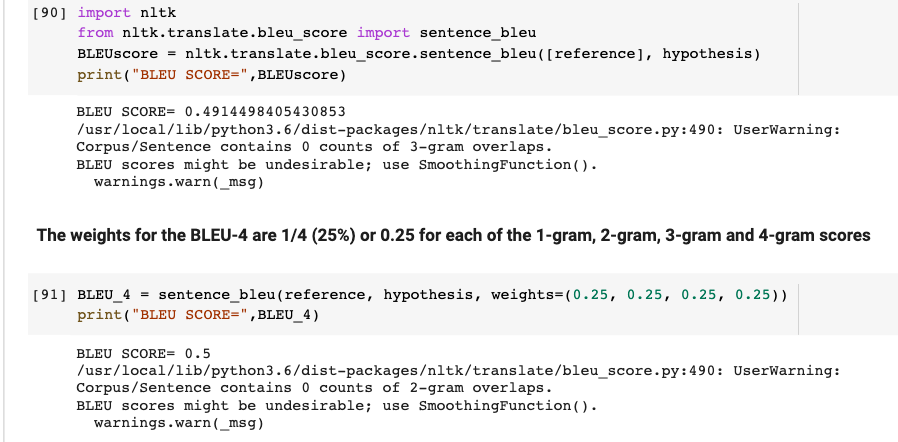 [90] import nltk
from nltk.translate.bleu_score import sentence_bleu
BLEUscore = nltk.translate.bleu_score.sentence_bleu([reference], hypothesis)
print("BLEU SCORE=",BLEUscore)
BLEU SCORE= 0.4914498405430853
/usr/local/lib/python3.6/dist-packages/nltk/translate/bleu_score.py:490: UserWarning:
Corpus/Sentence contains 0 counts of 3-gram overlaps.
BLEU scores might be undesirable; use SmoothingFunction().
warnings.warn(_msg)
The weights for the BLEU-4 are 1/4 (25%) or 0.25 for each of the 1-gram, 2-gram, 3-gram and 4-gram scores
[91] BLEU_4 = sentence_bleu(reference, hypothesis, weights=(0.25, 0.25, 0.25, 0.25))
print("BLEU SCORE=",BLEU_4)
BLEU SCORE= 0.5
/usr/local/lib/python3.6/dist-packages/nltk/translate/bleu_score.py:490: UserWarning:
Corpus/Sentence contains 0 counts of 2-gram overlaps.
BLEU scores might be undesirable; use SmoothingFunction().
warnings.warn(_msg)